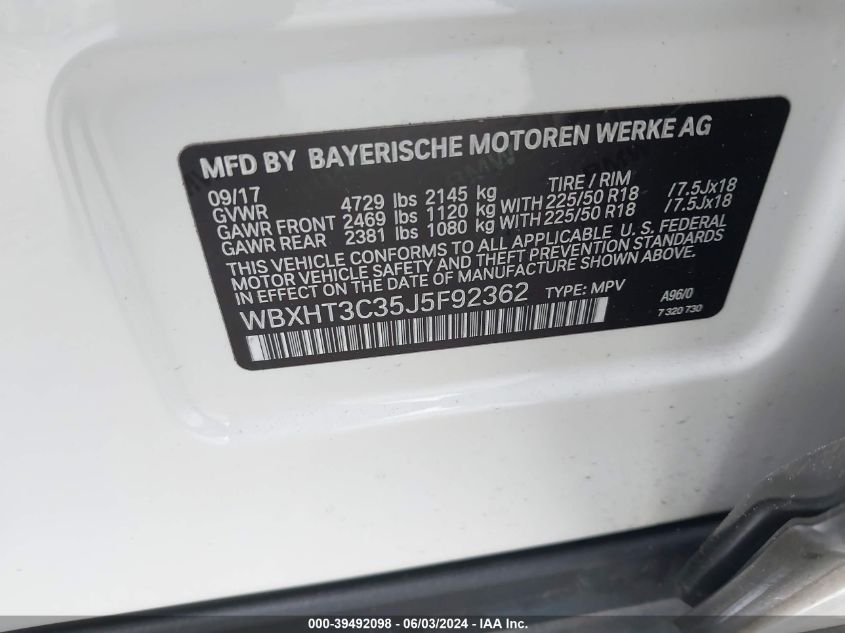 MFD BY BAYERISCHE MOTOREN WERKE AG
09/17 TIRE / RIM
GVWR 4729 lbs 2145 kg
GAWR FRONT 2469 lbs 1120 kg WITH 225/50 R18 /7.5Jx18
GAWR REAR 2381 lbs 1080 kg WITH 225/50 R18 /7.5Jx18
THIS VEHICLE CONFORMS TO ALL APPLICABLE U. S. FEDERAL
MOTOR VEHICLE SAFETY AND THEFT PREVENTION STANDARDS
IN EFFECT ON THE DATE OF MANUFACTURE SHOWN ABOVE.
WBXHT3C35J5F92362 TYPE: MPV A96/0
7 320 730
000-39492098 - 06/03/2024 - IAA Inc.